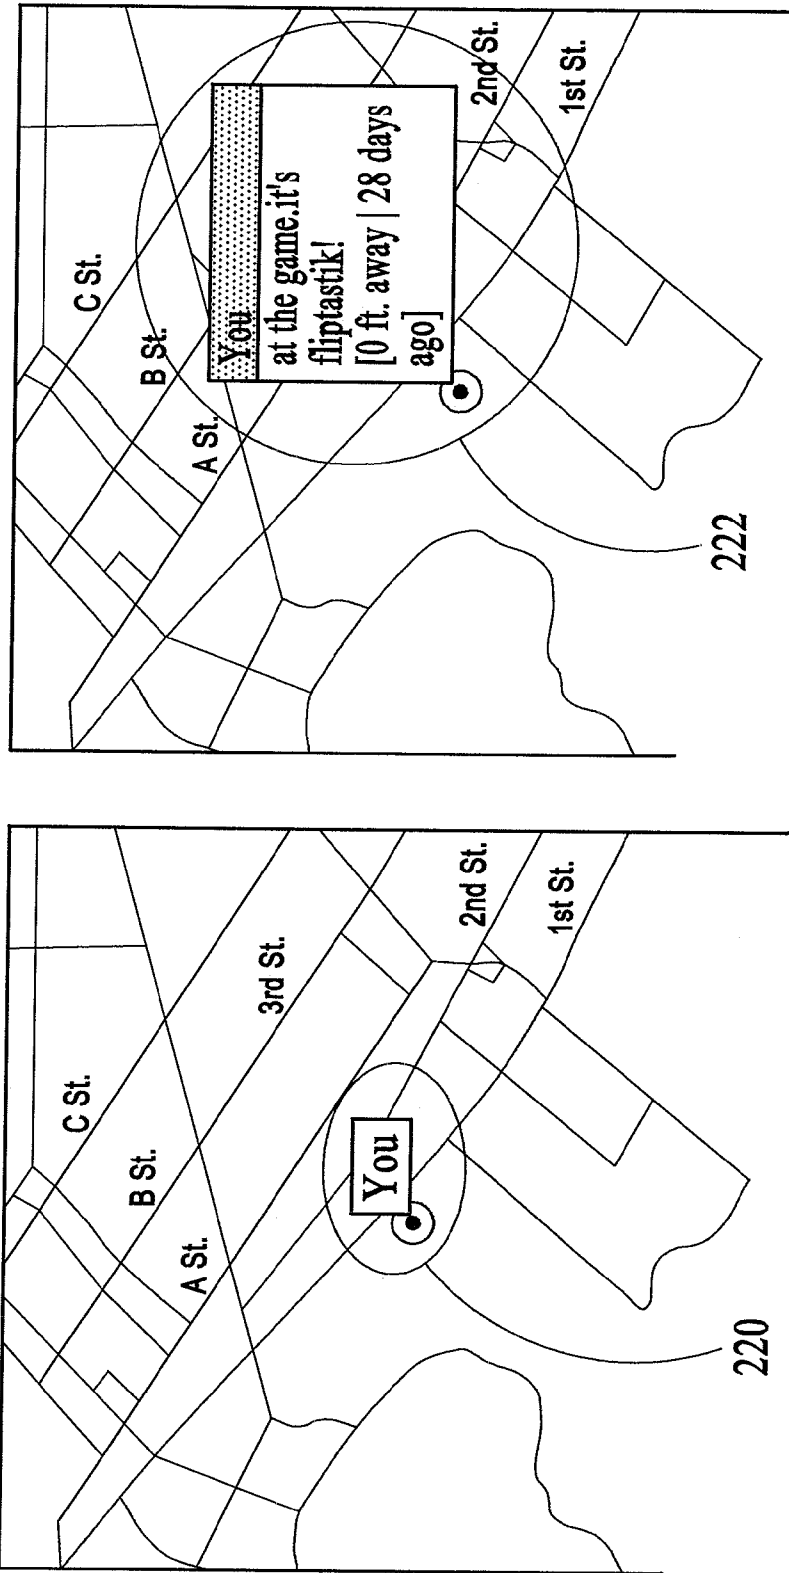 C St.
3rd St.
B St.
A St.
2nd St.
1st St.
You
220
C St.
B St.
A St.
2nd St.
1st St.
You
at the game.it's
fliptastik!
[0 ft. away | 28 days
ago]
222